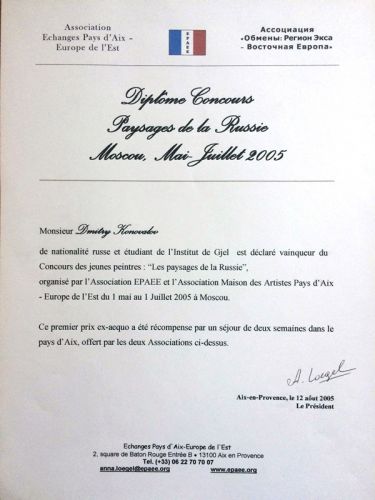 Association
Echanges Pays d'Aix -
Europe de l'Est
EPAEE
Ассоциация
«Обмены: Регион Экса
- Восточная Европа»
Diplôme Concours
Paysages de la Russie
Moscou, Mai-Juillet 2005
Monsieur Dmitry Konovalov
de nationalité russe et étudiant de l'Institut de Gjel est déclaré vainqueur du
Concours des jeunes peintres : "Les paysages de la Russie",
organisé par l'Association EPAEE et l'Association Maison des Artistes Pays d'Aix
- Europe de l'Est du 1 mai au 1 Juillet 2005 à Moscou.
Ce premier prix ex-acquo a été récompense par un séjour de deux semaines dans le
pays d'Aix, offert par les deux Associations ci-dessus.
A. Loegel
Aix-en-Provence, le 12 aôut 2005
Le Président
Echanges Pays d'Aix-Europe de l'Est
2, square de Baton Rouge Entrée B • 13100 Aix en Provence
Tel. (+33) 06 22 70 70 07
anna.loegel@epaee.org www.epaee.org